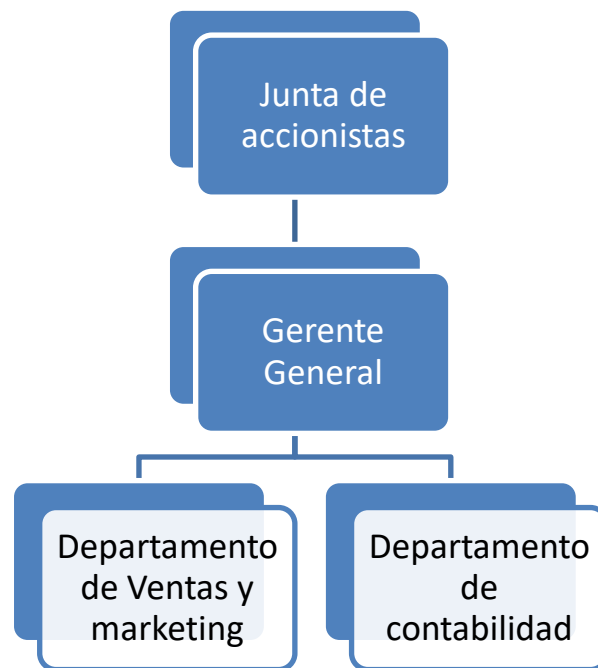 Junta de
accionistas
Gerente
General
Departamento
de Ventas y
marketing
Departamento
de
contabilidad